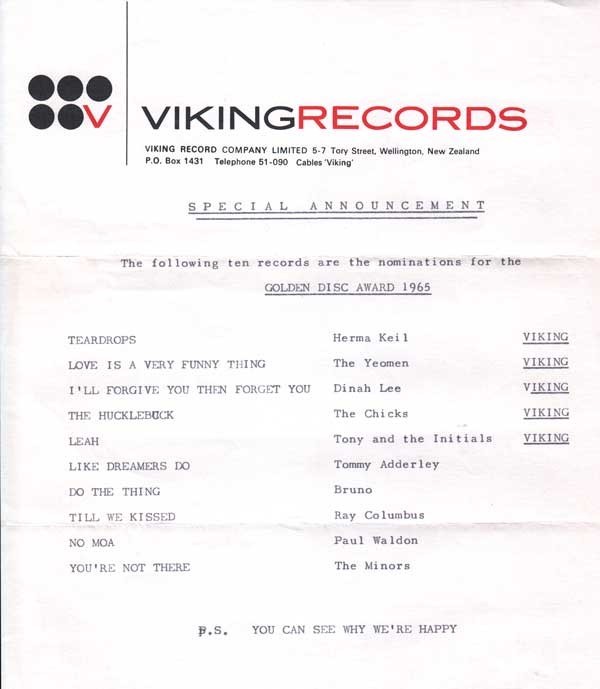 V VIKINGRECORDS
VIKING RECORD COMPANY LIMITED 5-7 Tory Street, Wellington, New Zealand
P.O. Box 1431 Telephone 51-090 Cables 'Viking'
SPECIAL ANNOUNCEMENT
The following ten records are the nominations for the
GOLDEN DISC AWARD 1965
TEARDROPS Herma Keil VIKING
LOVE IS A VERY FUNNY THING The Yeomen VIKING
I'LL FORGIVE YOU THEN FORGET YOU Dinah Lee VIKING
THE HUCKLEBUCK The Chicks VIKING
LEAH Tony and the Initials VIKING
LIKE DREAMERS DO Tommy Adderley
DO THE THING Bruno
TILL WE KISSED Ray Columbus
NO MOA Paul Waldon
YOU'RE NOT THERE The Minors
P.S. YOU CAN SEE WHY WE'RE HAPPY